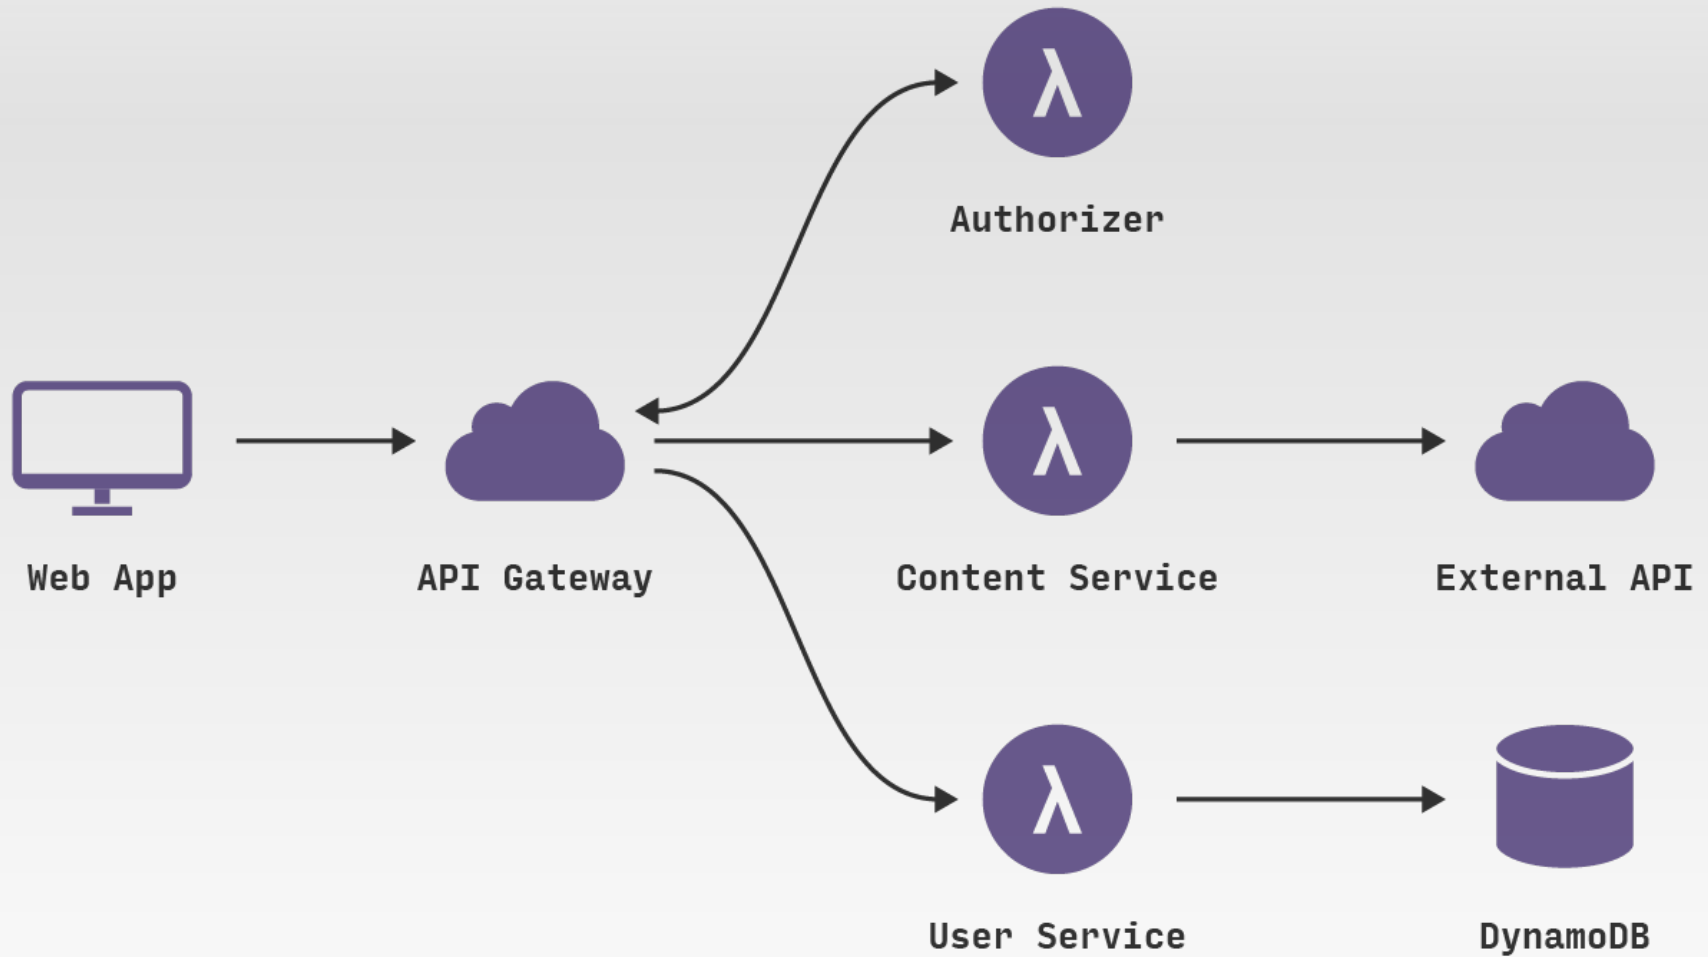 λ
Authorizer
λ
Web App
API Gateway
Content Service
External API
λ
User Service
DynamoDB